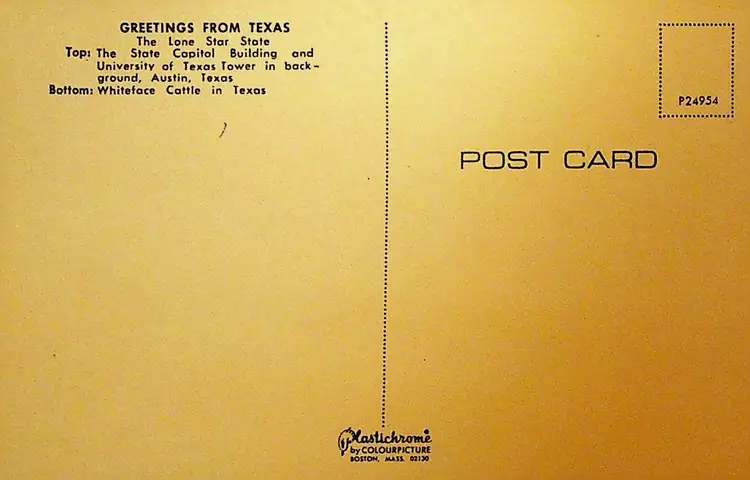 GREETINGS FROM TEXAS
The Lone Star State
Top: The State Capitol Building and
University of Texas Tower in back-
ground, Austin, Texas
Bottom: Whiteface Cattle in Texas
P24954
POST CARD
Plastichrome
by COLOURPICTURE
BOSTON, MASS. 02130